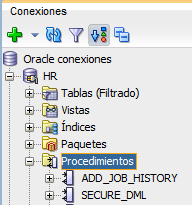 Conexiones
Oracle conexiones
HR
Tablas (Filtrado)
Vistas
Índices
Paquetes
Procedimientos
ADD_JOB_HISTORY
SECURE_DML